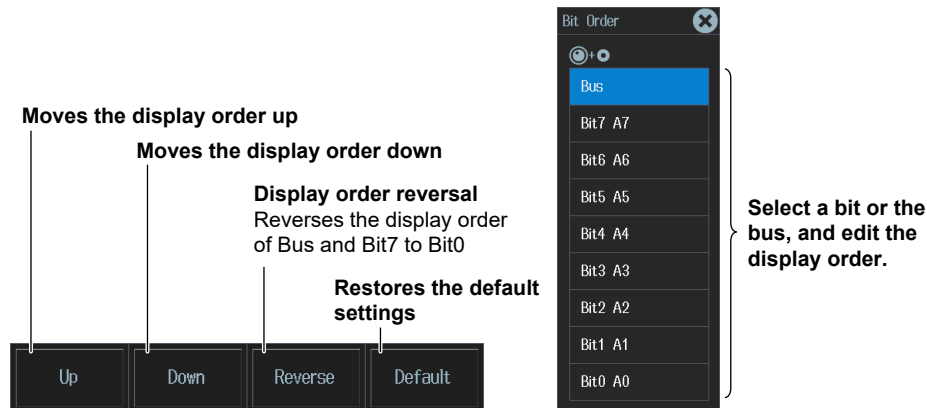 Moves the display order up
Moves the display order down
Display order reversal
Reverses the display order
of Bus and Bit7 to Bit0
Restores the default
settings
Up
Down
Reverse
Default
Bit Order
+
Bus
Bit7 A7
Bit6 A6
Bit5 A5
Bit4 A4
Bit3 A3
Bit2 A2
Bit1 A1
Bit0 A0
Select a bit or the
bus, and edit the
display order.